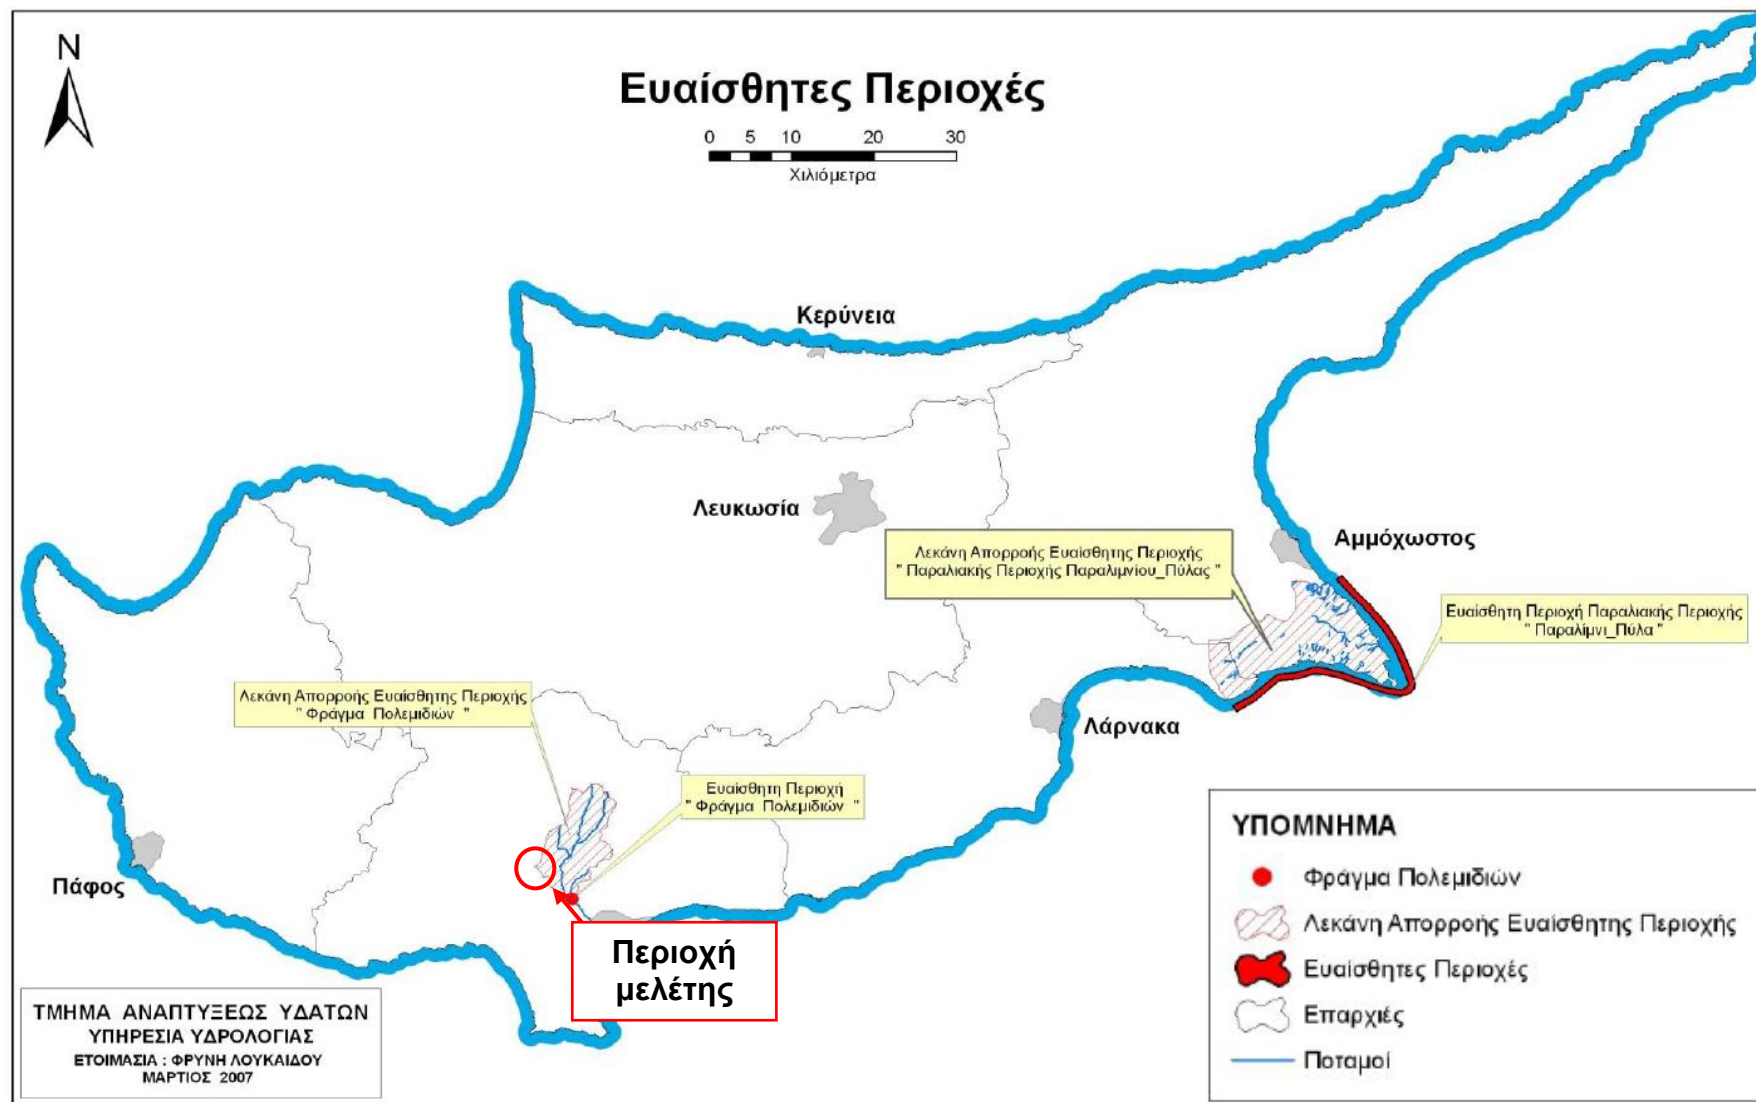 N
Ευαίσθητες Περιοχές
0 5 10 20 30
Χιλιόμετρα
Κερύνεια
Λευκωσία
Αμμόχωστος
Λεκάνη Απορροής Ευαίσθητης Περιοχής
" Παραλιακής Περιοχής Παραλιμνίου_Πύλας "
Ευαίσθητη Περιοχή Παραλιακής Περιοχής
" Παραλίμνι_Πύλα "
Λεκάνη Απορροής Ευαίσθητης Περιοχής
" Φράγμα Πολεμιδιών "
Λάρνακα
Ευαίσθητη Περιοχή
" Φράγμα Πολεμιδιών "
Πάφος
Περιοχή
μελέτης
ΥΠΟΜΝΗΜΑ
Φράγμα Πολεμιδιών
Λεκάνη Απορροής Ευαίσθητης Περιοχής
Ευαίσθητες Περιοχές
Επαρχιές
Ποταμοί
ΤΜΗΜΑ ΑΝΑΠΤΥΞΕΩΣ ΥΔΑΤΩΝ
ΥΠΗΡΕΣΙΑ ΥΔΡΟΛΟΓΙΑΣ
ΕΤΟΙΜΑΣΙΑ : ΦΡΥΝΗ ΛΟΥΚΑΙΔΟΥ
ΜΑΡΤΙΟΣ 2007